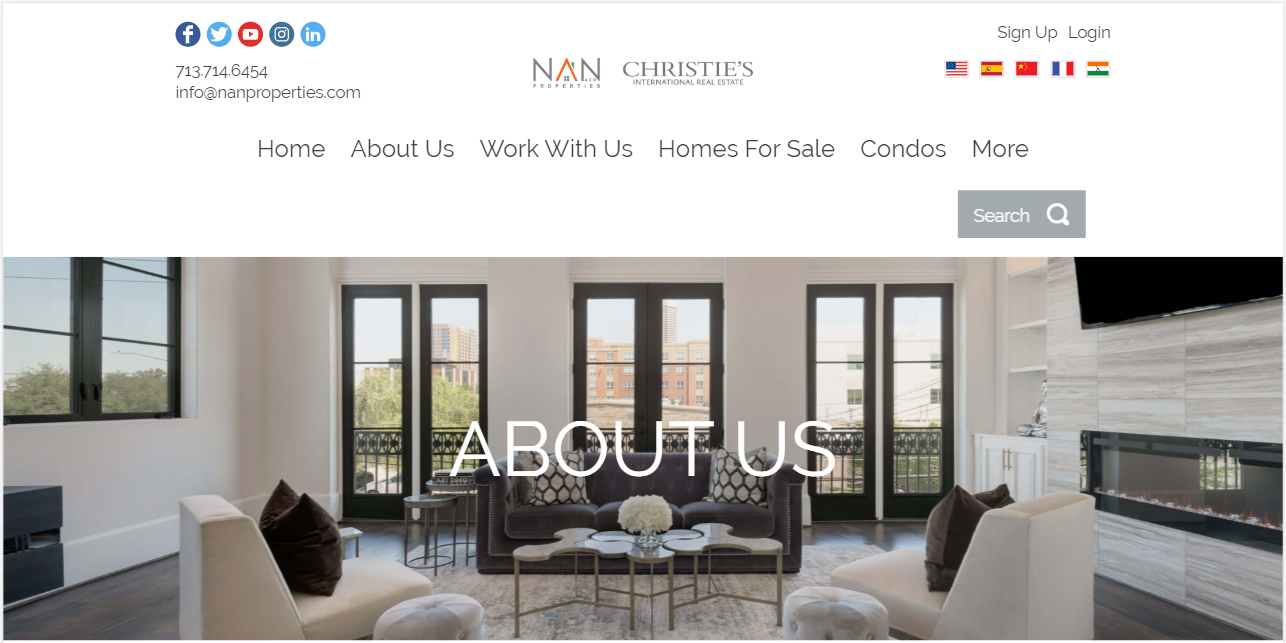 Sign Up Login
713.714.6454
info@nanproperties.com
NAN & CO
PROPERTIES
CHRISTIE'S
INTERNATIONAL REAL ESTATE
Home About Us Work With Us Homes For Sale Condos More
Search
ABOUT US